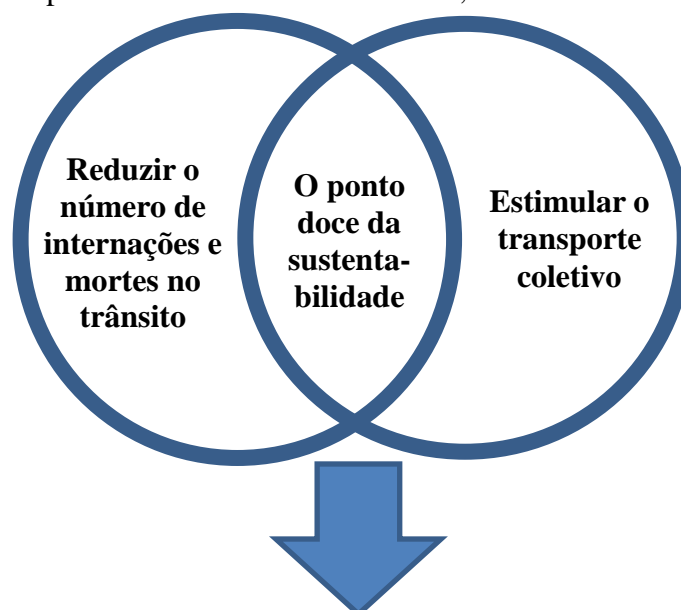 Reduzir o
número de
internações e
mortes no
trânsito
O ponto
doce da
sustenta-
bilidade
Estimular o
transporte
coletivo